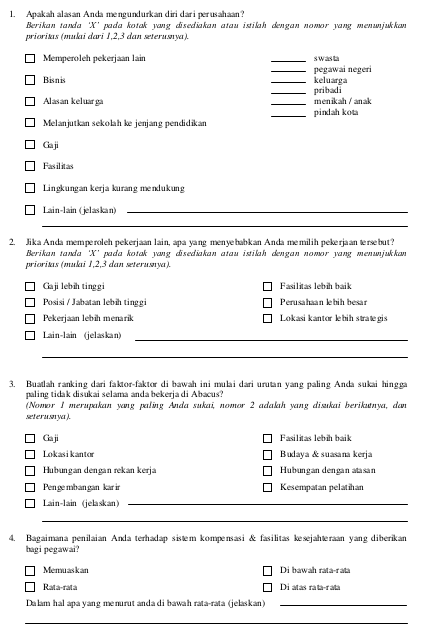 1. Apakah alasan Anda mengundurkan diri dari perusahaan?
Berikan tanda 'X' pada kotak yang disediakan atau istilah dengan nomor yang menunjukkan
prioritas (mulai dari 1,2,3 dan seterusnya).
Memperoleh pekerjaan lain
swasta
pegawai negeri
Bisnis
keluarga
pribadi
Alasan keluarga
menikah / anak
pindah kota
Melanjutkan sekolah ke jenjang pendidikan
Gaji
Fasilitas
Lingkungan kerja kurang mendukung
Lain-lain (jelaskan)
2. Jika Anda memperoleh pekerjaan lain, apa yang menyebabkan Anda memilih pekerjaan tersebut?
Berikan tanda 'X' pada kotak yang disediakan atau istilah dengan nomor yang menunjukkan
prioritas (mulai 1,2,3 dan seterusnya).
Gaji lebih tinggi
Fasilitas lebih baik
Posisi / Jabatan lebih tinggi
Perusahaan lebih besar
Pekerjaan lebih menarik
Lokasi kantor lebih strategis
Lain-lain (jelaskan)
3. Buatlah ranking dari faktor-faktor di bawah ini mulai dari urutan yang paling Anda sukai hingga
paling tidak disukai selama anda bekerja di Abacus?
(Nomor 1 merupakan yang paling Anda sukai, nomor 2 adalah yang disukai berikutnya, dan
seterusnya).
Gaji
Fasilitas lebih baik
Lokasi kantor
Budaya & suasana kerja
Hubungan dengan rekan kerja
Hubungan dengan atasan
Pengembangan karir
Kesempatan pelatihan
Lain-lain (jelaskan)
4. Bagaimana penilaian Anda terhadap sistem kompensasi & fasilitas kesejahteraan yang diberikan
bagi pegawai?
Memuaskan
Di bawah rata-rata
Rata-rata
Di atas rata-rata
Dalam hal apa yang menurut anda di bawah rata-rata (jelaskan)